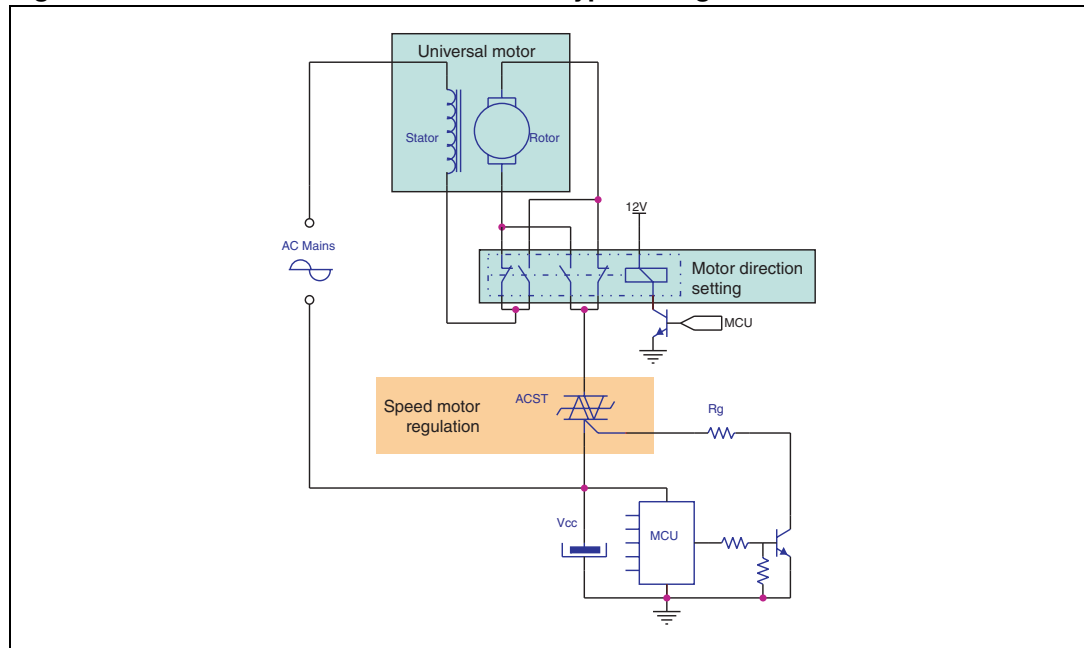 Universal motor
Stator
Rotor
12V
AC Mains
Motor direction
setting
MCU
ACST
Speed motor
regulation
Rg
Vcc
MCU